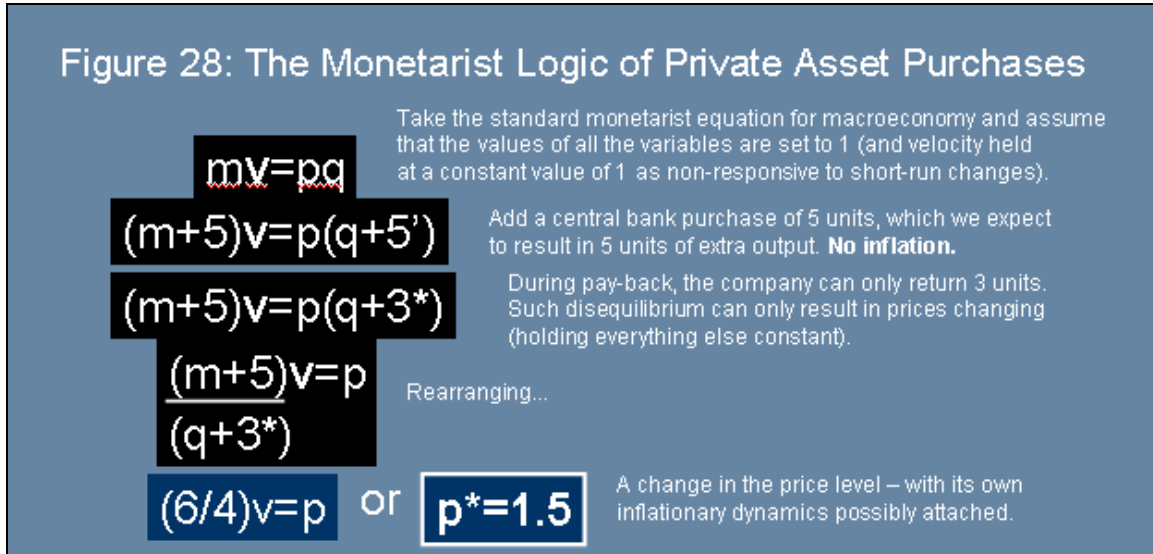 Figure 28: The Monetarist Logic of Private Asset Purchases
Take the standard monetarist equation for macroeconomy and assume
that the values of all the variables are set to 1 (and velocity held
at a constant value of 1 as non-responsive to short-run changes).
mv=pq
(m+5)v=p(q+5’)
Add a central bank purchase of 5 units, which we expect
to result in 5 units of extra output. No inflation.
(m+5)v=p(q+3*)
During pay-back, the company can only return 3 units.
Such disequilibrium can only result in prices changing
(holding everything else constant).
(m+5)v=p
(q+3*)
Rearranging...
(6/4)v=p or p*=1.5
A change in the price level – with its own
inflationary dynamics possibly attached.